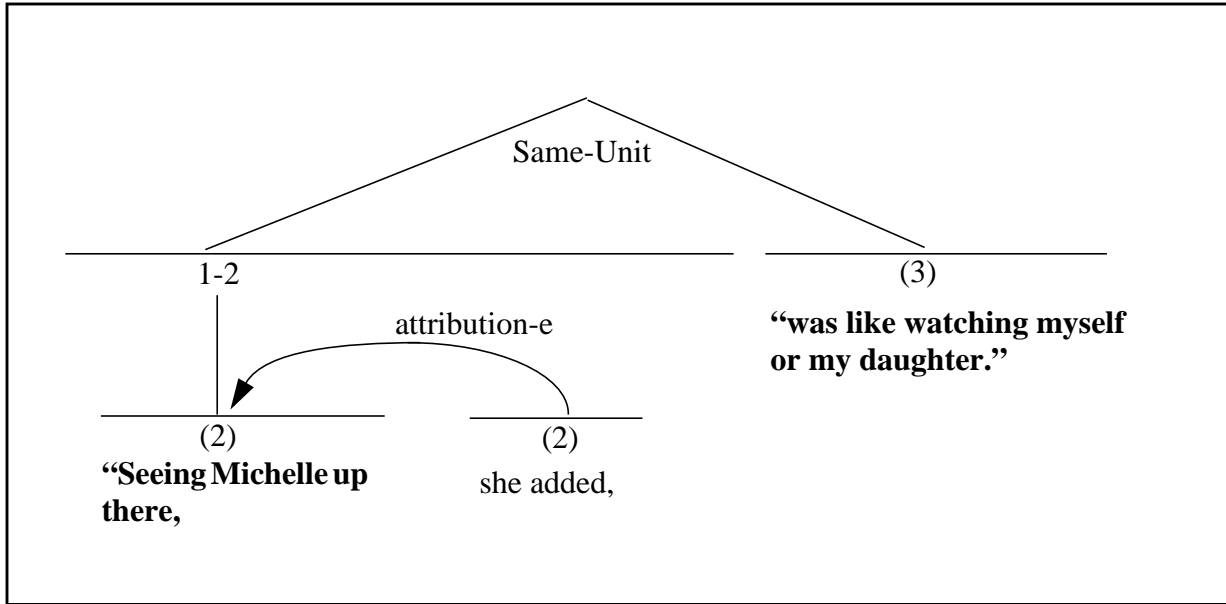 Same-Unit
1-2
(3)
attribution-e
“was like watching myself
or my daughter.”
(2)
(2)
“Seeing Michelle up
there,
she added,